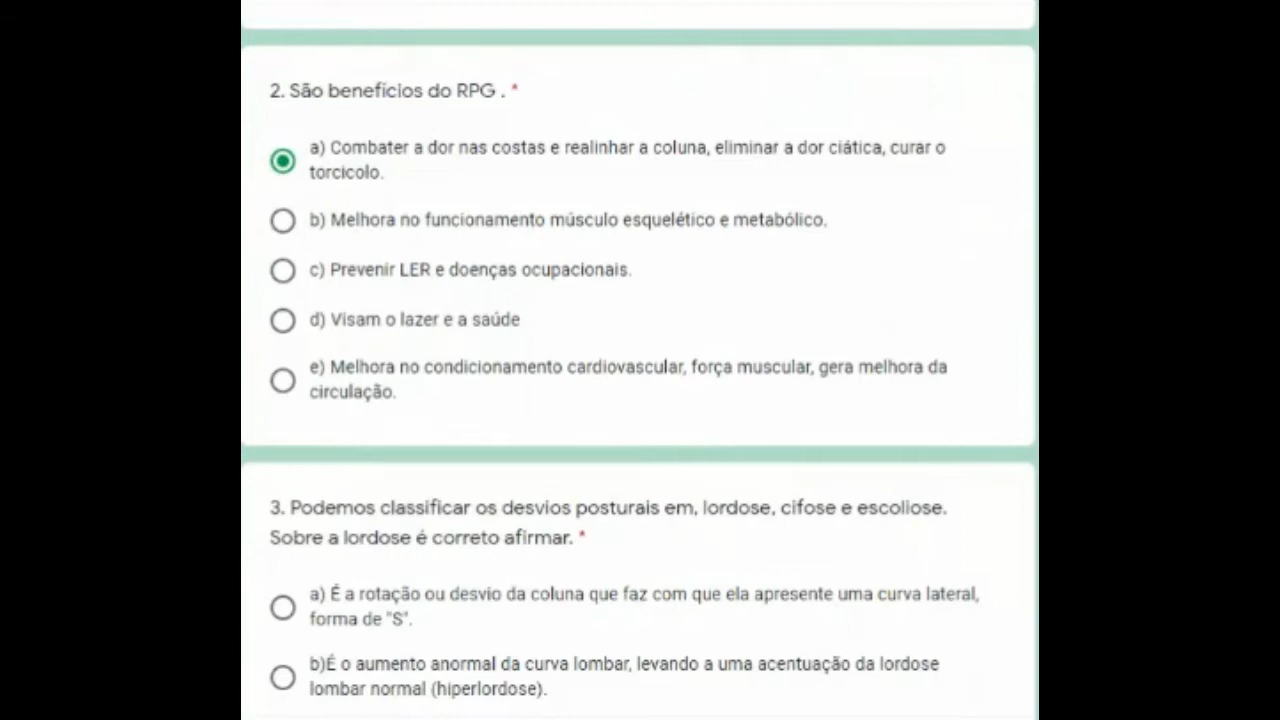 2. São benefícios do RPG . *
a) Combater a dor nas costas e realinhar a coluna, eliminar a dor ciática, curar o
torcicolo.
b) Melhora no funcionamento músculo esquelético e metabólico.
c) Prevenir LER e doenças ocupacionais.
d) Visam o lazer e a saúde
e) Melhora no condicionamento cardiovascular, força muscular, gera melhora da
circulação.
3. Podemos classificar os desvios posturais em, lordose, cifose e escoliose.
Sobre a lordose é correto afirmar. *
a) É a rotação ou desvio da coluna que faz com que ela apresente uma curva lateral,
forma de "S".
b)É o aumento anormal da curva lombar, levando a uma acentuação da lordose
lombar normal (hiperlordose).